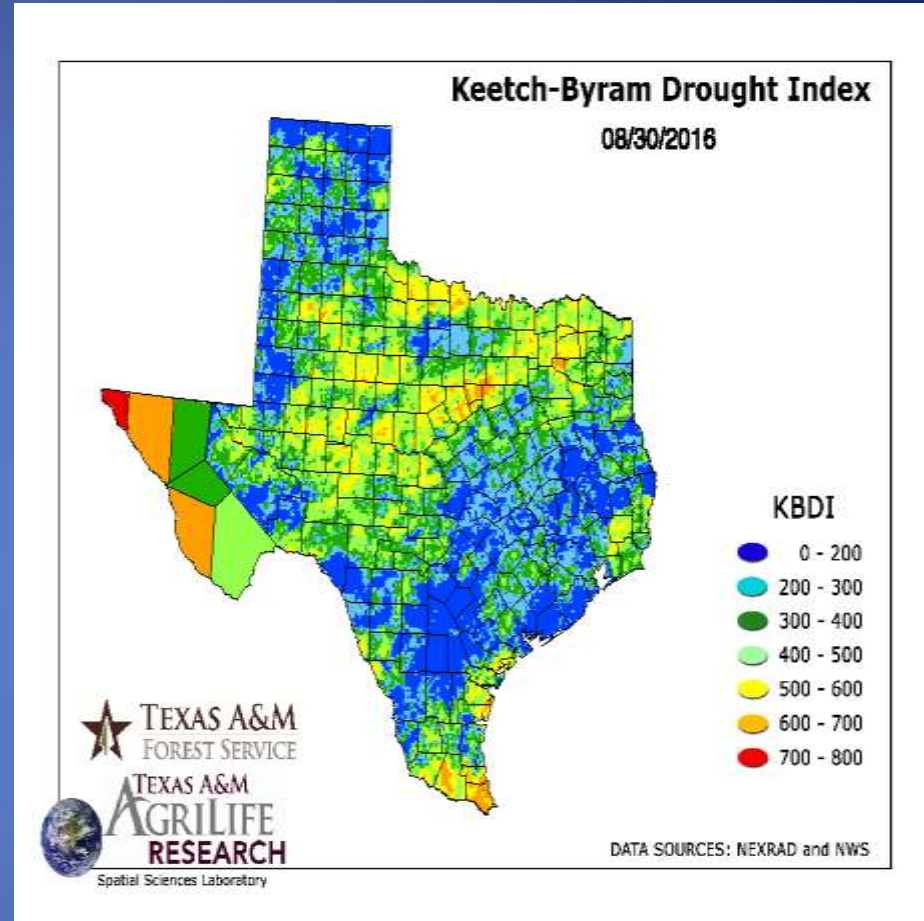 Keetch-Byram Drought Index
08/30/2016
KBDI
0 - 200
200 - 300
300 - 400
400 - 500
500 - 600
600 - 700
700 - 800
TEXAS A&M
FOREST SERVICE
TEXAS A&M
AGRILIFE
RESEARCH
Spatial Sciences Laboratory
DATA SOURCES: NEXRAD and NWS